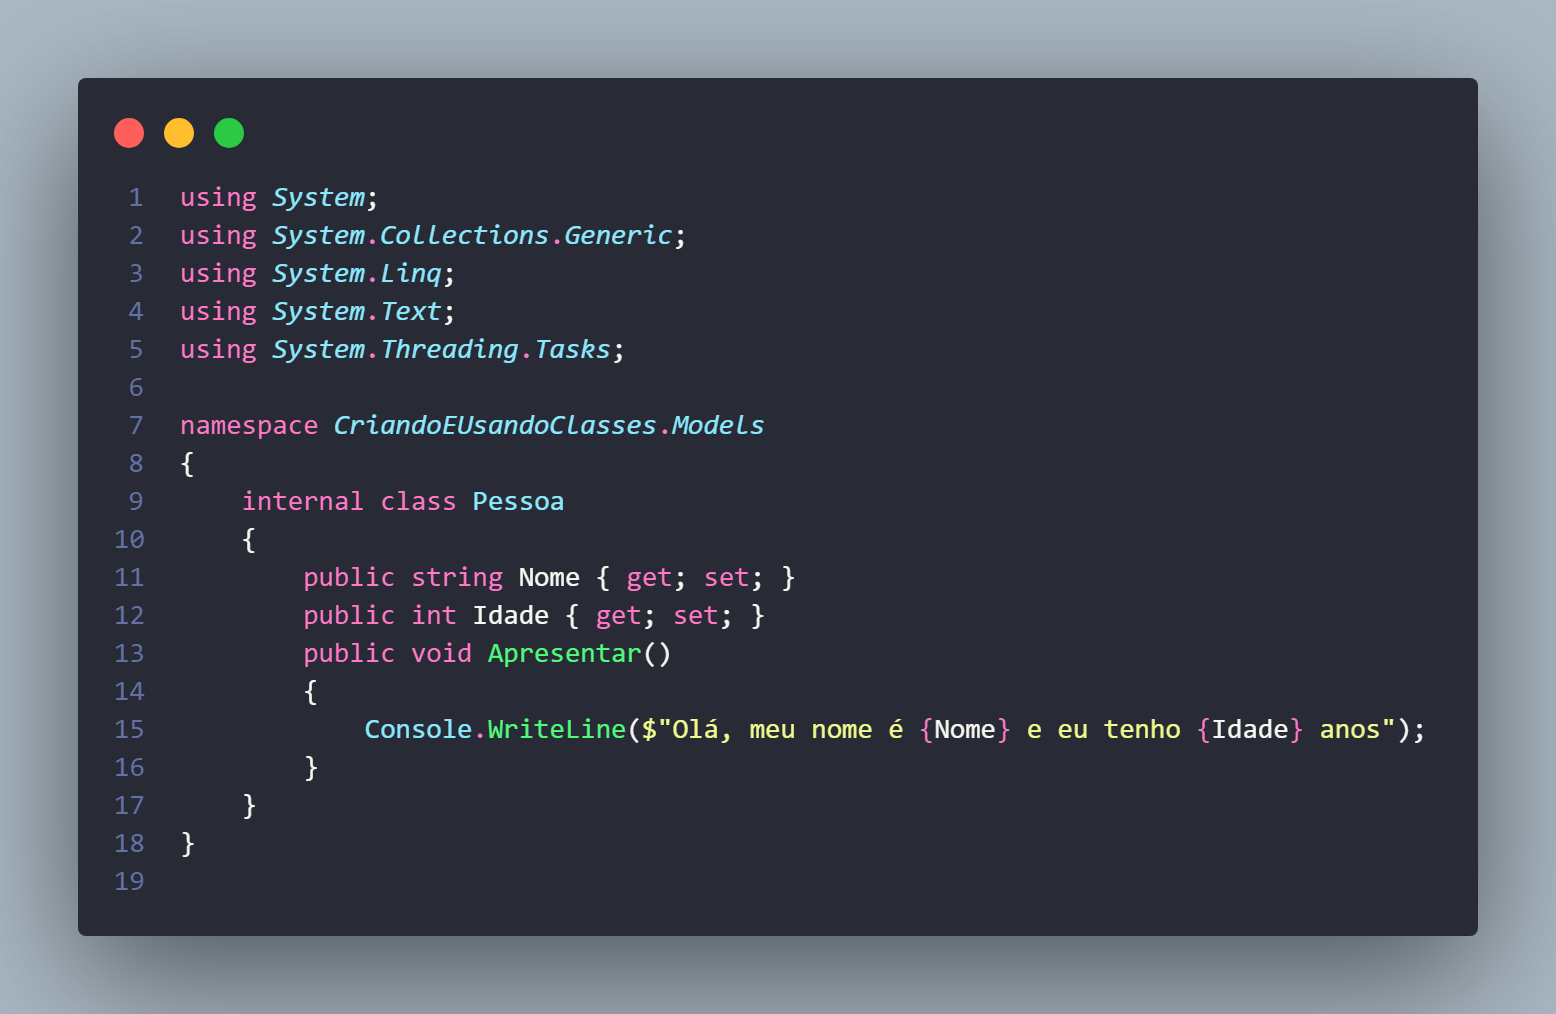 1 using System;
2 using System.Collections.Generic;
3 using System.Linq;
4 using System.Text;
5 using System.Threading.Tasks;
6
7 namespace CriandoEUsandoClasses.Models
8 {
9     internal class Pessoa
10     {
11         public string Nome { get; set; }
12         public int Idade { get; set; }
13         public void Apresentar()
14         {
15             Console.WriteLine($"Olá, meu nome é {Nome} e eu tenho {Idade} anos");
16         }
17     }
18 }
19